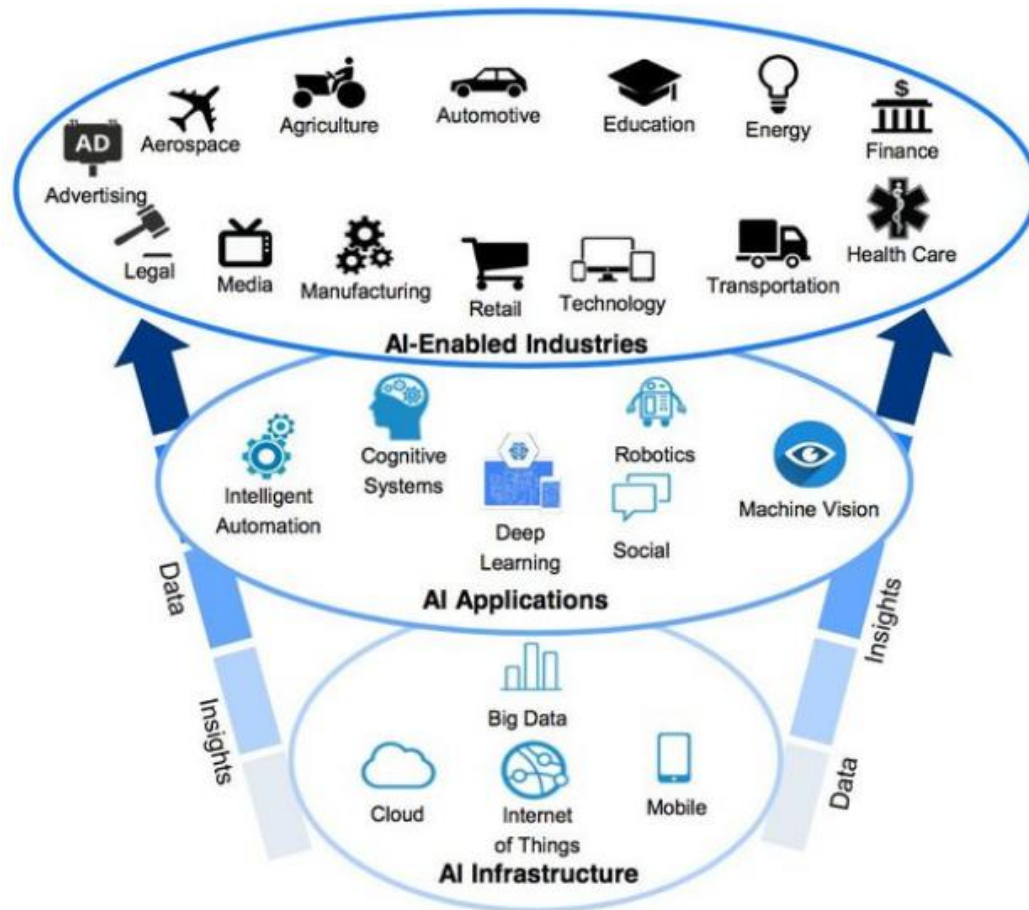 AD
$
Aerospace
Agriculture
Automotive
Education
Energy
Finance
Advertising
Legal
Media
Manufacturing
Retail
Technology
Transportation
Health Care
AI-Enabled Industries
Intelligent
Automation
Cognitive
Systems
Deep
Learning
Robotics
Social
Machine Vision
AI Applications
Data
Insights
Insights
Data
Big Data
Cloud
Internet
of Things
Mobile
AI Infrastructure